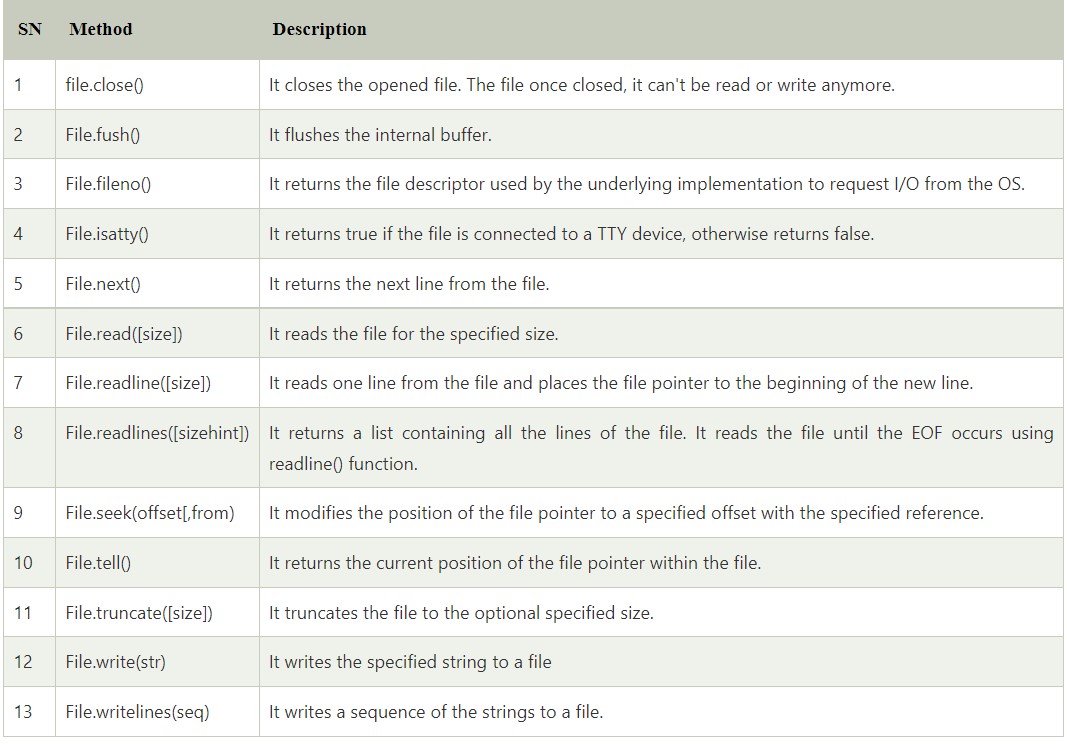 SN Method Description
1 file.close() It closes the opened file. The file once closed, it can't be read or write anymore.
2 File.fush() It flushes the internal buffer.
3 File.fileno() It returns the file descriptor used by the underlying implementation to request I/O from the OS.
4 File.isatty() It returns true if the file is connected to a TTY device, otherwise returns false.
5 File.next() It returns the next line from the file.
6 File.read([size]) It reads the file for the specified size.
7 File.readline([size]) It reads one line from the file and places the file pointer to the beginning of the new line.
8 File.readlines([sizehint]) It returns a list containing all the lines of the file. It reads the file until the EOF occurs using
readline() function.
9 File.seek(offset[,from) It modifies the position of the file pointer to a specified offset with the specified reference.
10 File.tell() It returns the current position of the file pointer within the file.
11 File.truncate([size]) It truncates the file to the optional specified size.
12 File.write(str) It writes the specified string to a file
13 File.writelines(seq) It writes a sequence of the strings to a file.